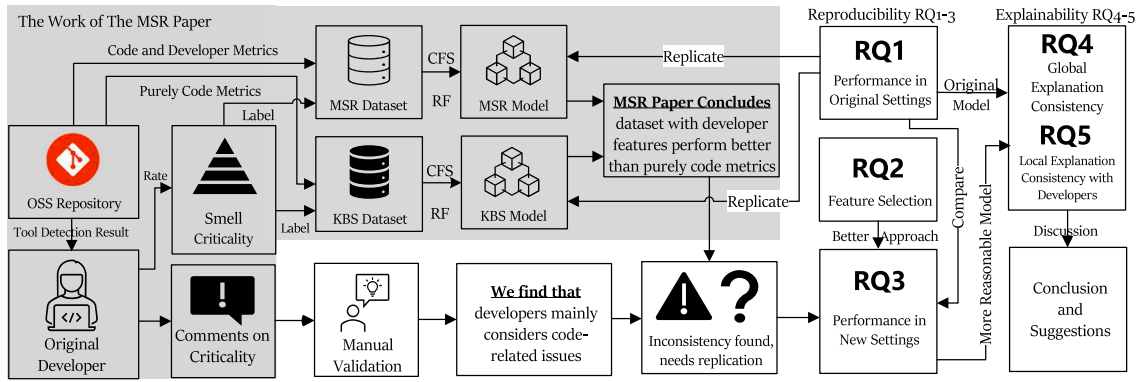 The Work of The MSR Paper
Code and Developer Metrics
Purely Code Metrics
Label
OSS Repository
Rate
Smell
Criticality
Label
Tool Detection Result
Original
Developer
Comments on
Criticality
MSR Dataset
CFS
RF
MSR Model
KBS Dataset
CFS
RF
KBS Model
MSR Paper Concludes
dataset with developer
features perform better
than purely code metrics
Replicate
Replicate
Manual
Validation
We find that
developers mainly
considers code-
related issues
Inconsistency found,
needs replication
Reproducibility RQ1-3
RQ1
Performance in
Original Settings
RQ2
Feature Selection
Better Approach
RQ3
Performance in
New Settings
Compare
Original
Model
More Reasonable Model
Explainability RQ4-5
RQ4
Global
Explanation
Consistency
RQ5
Local Explanation
Consistency with
Developers
Discussion
Conclusion
and
Suggestions